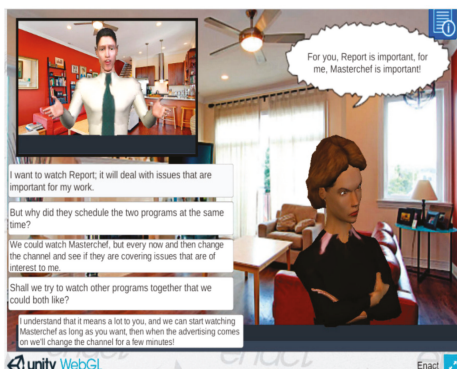 For you, Report is important, for
me, Masterchef is important!
I want to watch Report; it will deal with issues that are
important for my work.
But why did they schedule the two programs at the same
time?
We could watch Masterchef, but every now and then change
the channel and see if they are covering issues that are of
interest to me.
Shall we try to watch other programs together that we
could both like?
I understand that it means a lot to you, and we can start watching
Masterchef as long as you want, then when the advertising comes
on we'll change the channel for a few minutes!
enact
unity WebGL
Enact